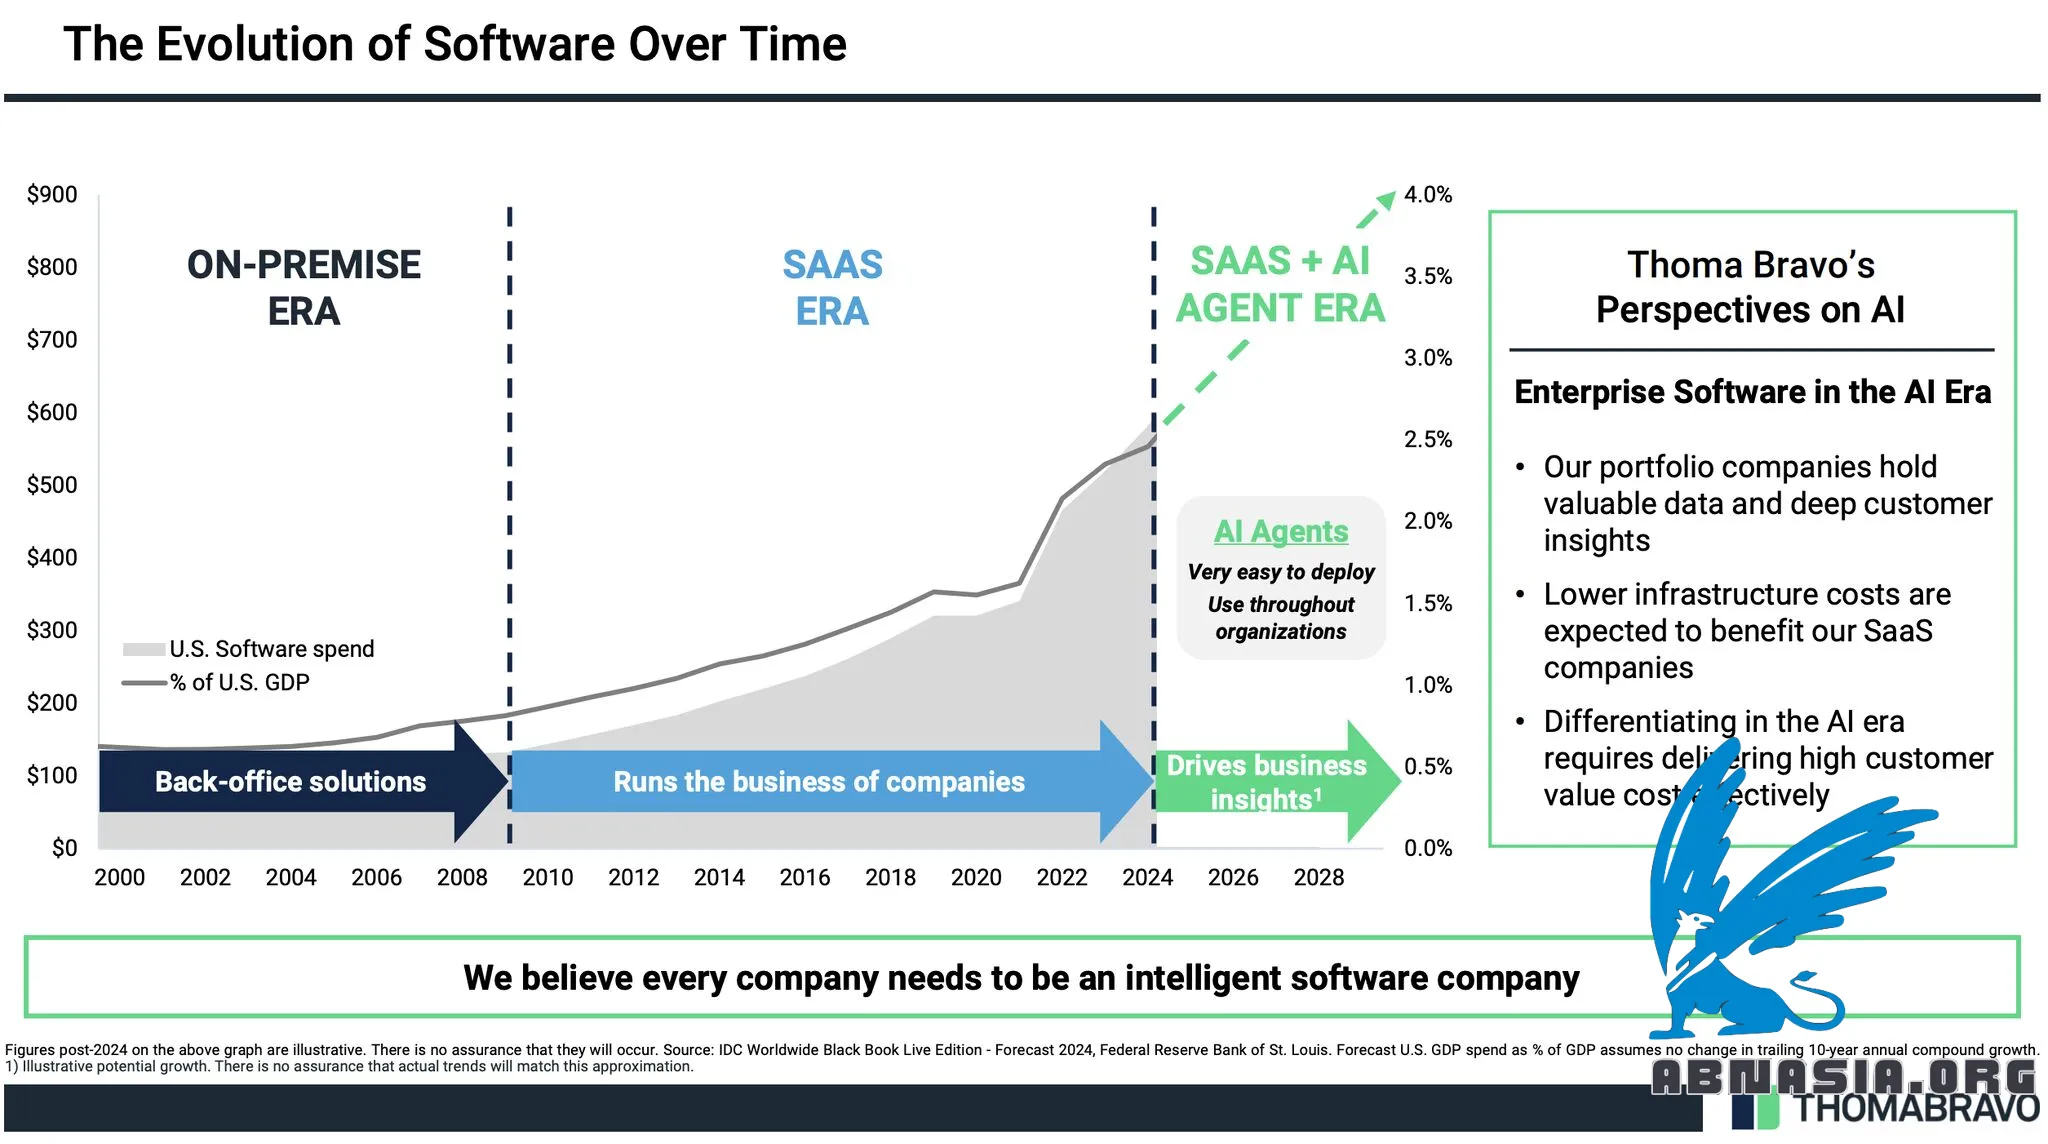 The Evolution of Software Over Time
$900
$800
$700
$600
$500
$400
$300
$200
$100
$0
ON-PREMISE
ERA
SAAS
ERA
SAAS + AI
AGENT ERA
4.0%
3.5%
3.0%
2.5%
2.0%
1.5%
1.0%
0.5%
0.0%
U.S. Software spend
% of U.S. GDP
AI Agents
Very easy to deploy
Use throughout
organizations
Back-office solutions
Runs the business of companies
Drives business
insights¹
2000 2002 2004 2006 2008 2010 2012 2014 2016 2018 2020 2022 2024 2026 2028
Thoma Bravo's
Perspectives on AI
Enterprise Software in the AI Era
• Our portfolio companies hold
valuable data and deep customer
insights
• Lower infrastructure costs are
expected to benefit our SaaS
companies
• Differentiating in the AI era
requires delivering high customer
value cost effectively
We believe every company needs to be an intelligent software company
Figures post-2024 on the above graph are illustrative. There is no assurance that they will occur. Source: IDC Worldwide Black Book Live Edition - Forecast 2024, Federal Reserve Bank of St. Louis. Forecast U.S. GDP spend as % of GDP assumes no change in trailing 10-year annual compound growth.
1) Illustrative potential growth. There is no assurance that actual trends will match this approximation.
ABNASIA.ORG
THOMABRAVO